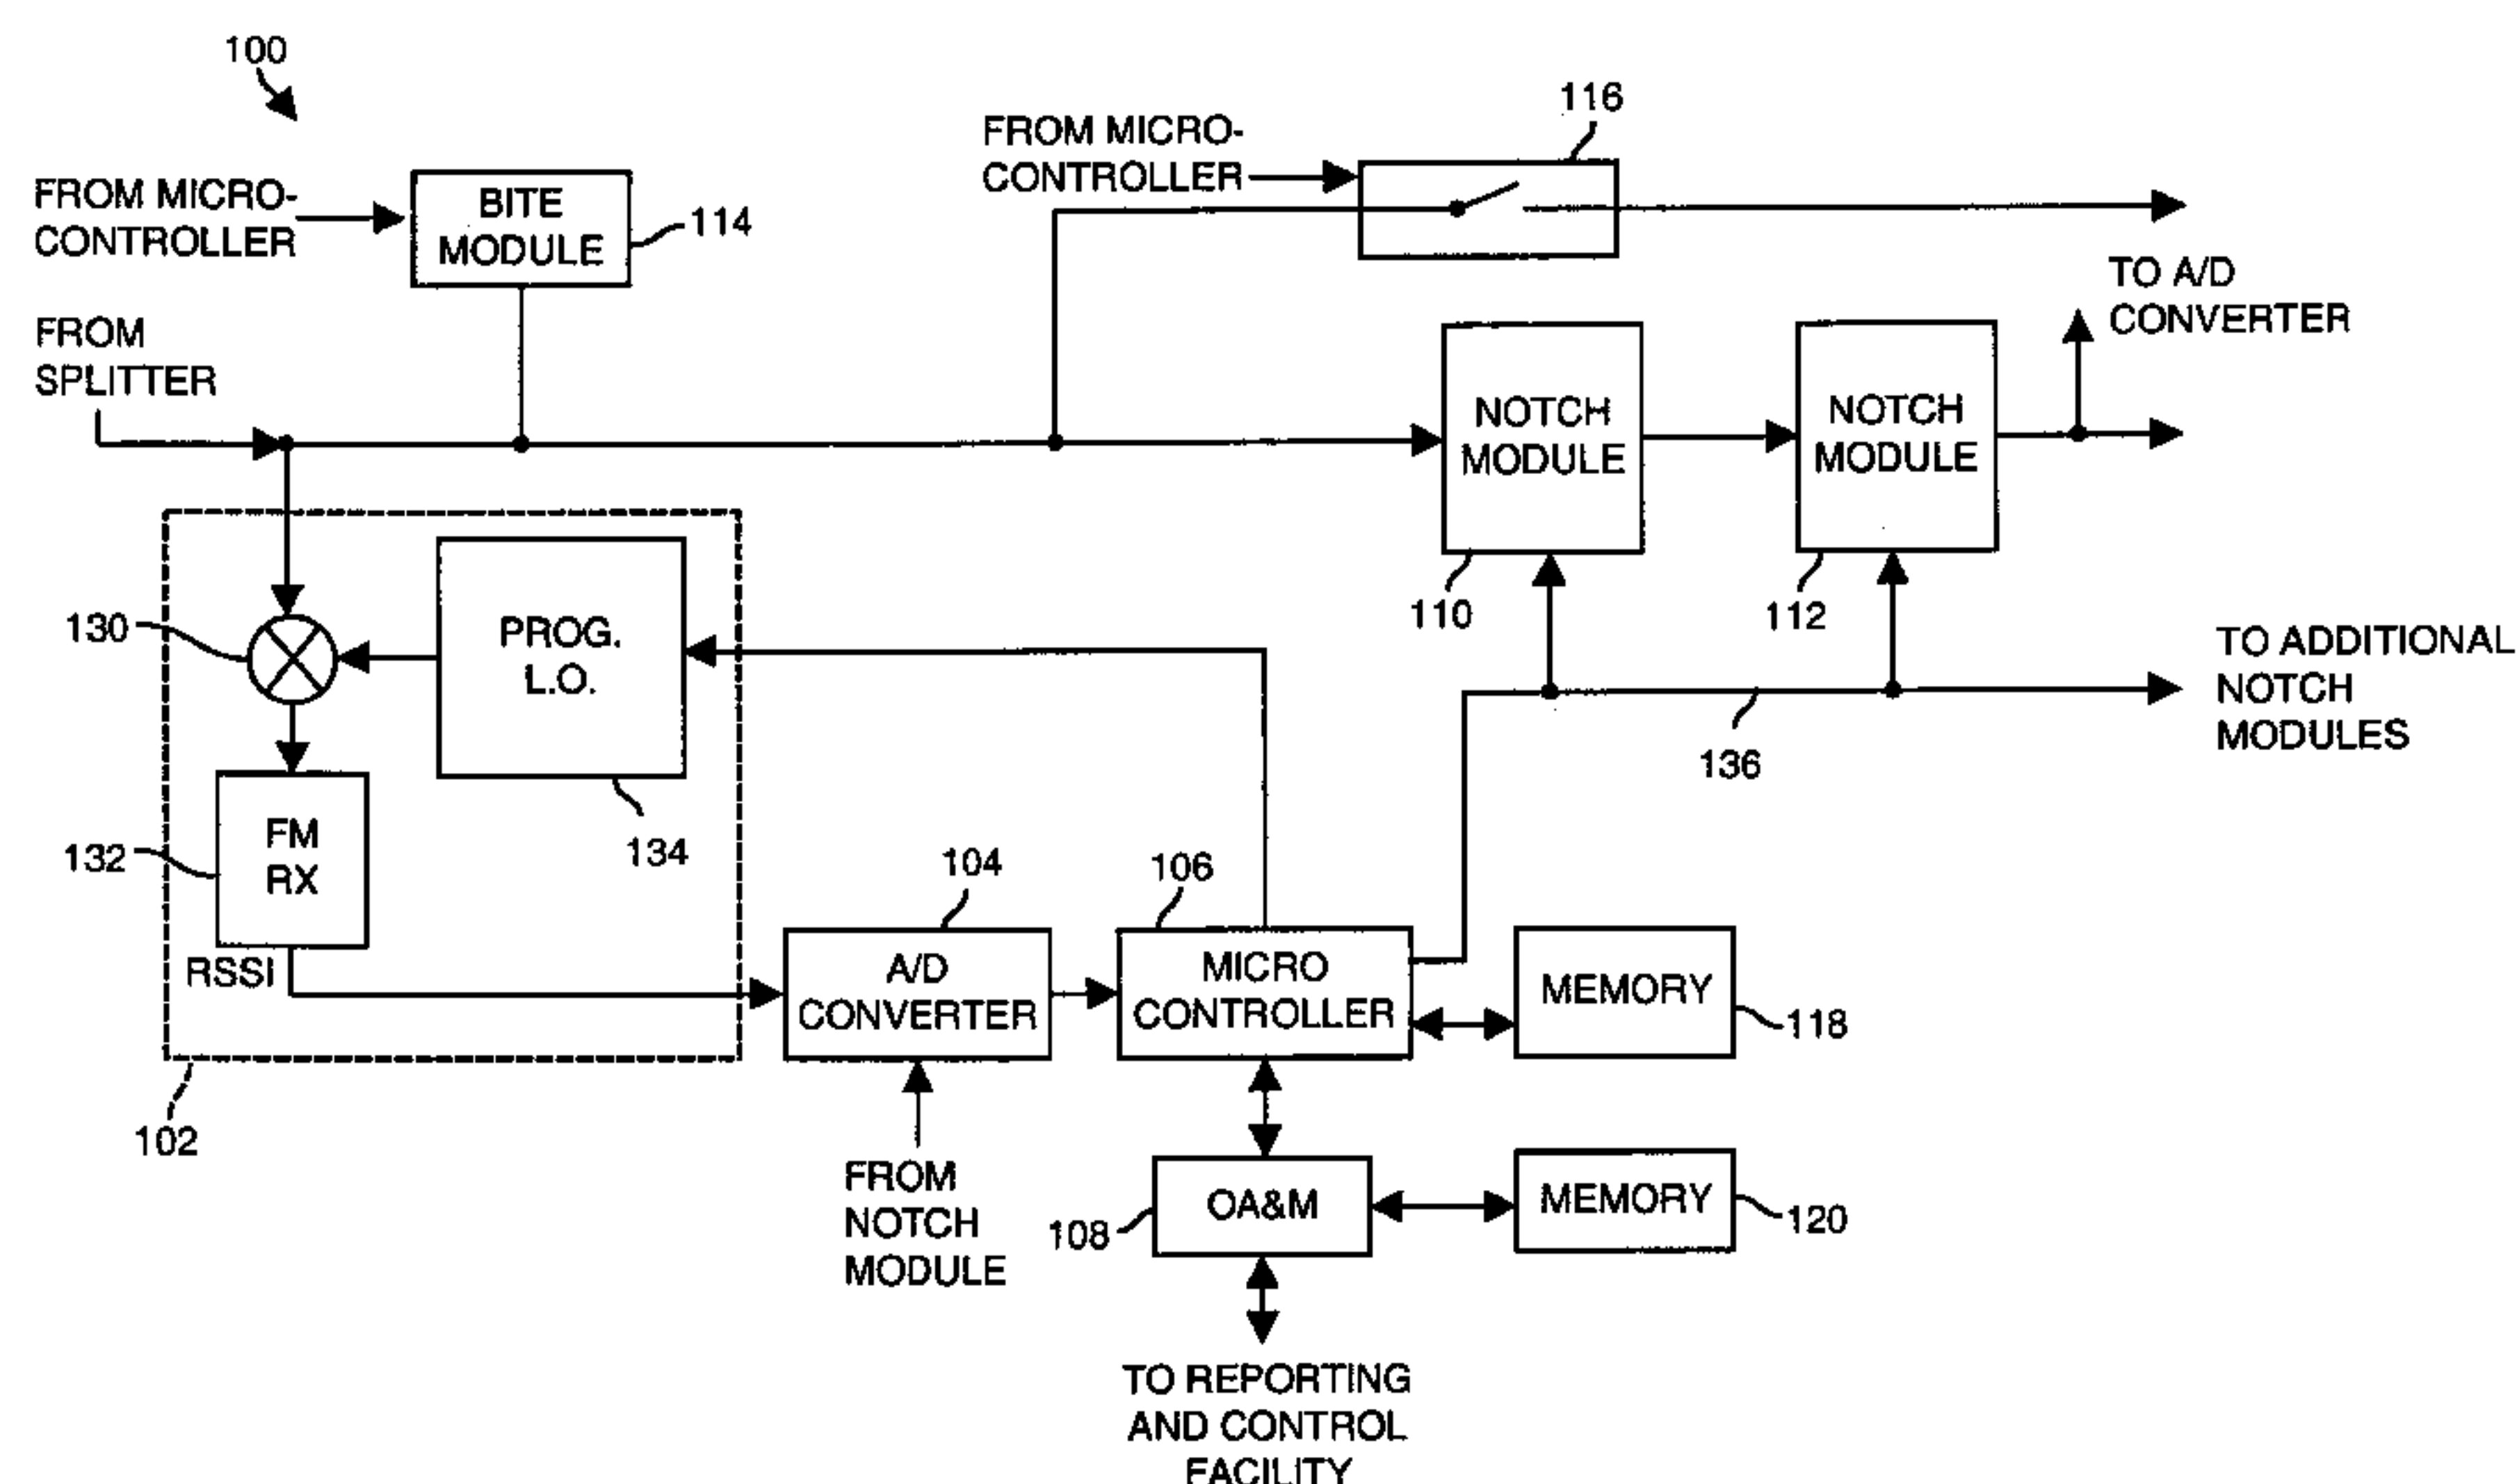 100
FROM MICRO-
CONTROLLER
BITE
MODULE
114
FROM MICRO-
CONTROLLER
116
TO A/D
CONVERTER
FROM
SPLITTER
NOTCH
MODULE
110
NOTCH
MODULE
112
TO ADDITIONAL
NOTCH
MODULES
136
130
PROG.
L.O.
134
132
FM
RX
RSSI
102
104
A/D
CONVERTER
106
MICRO
CONTROLLER
MEMORY
118
FROM
NOTCH
MODULE
108
OA&M
MEMORY
120
TO REPORTING
AND CONTROL
FACILITY